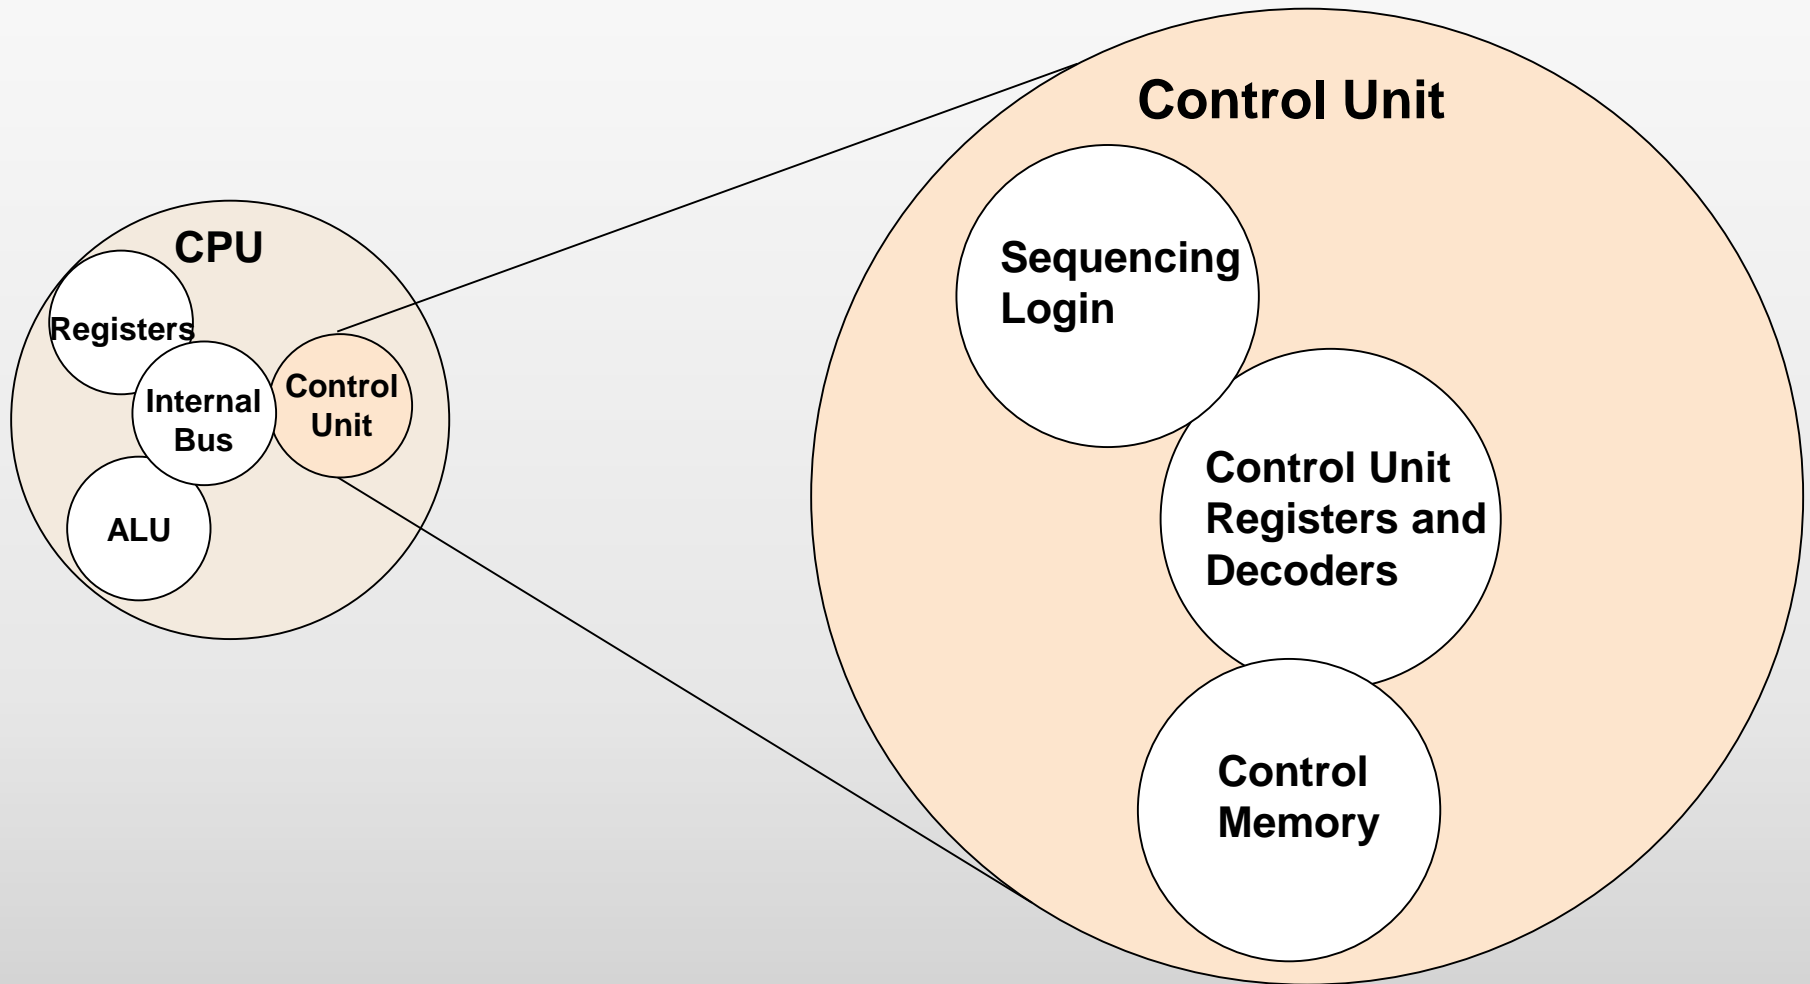 CPU
Registers
Internal
Bus
Control
Unit
ALU
Control Unit
Sequencing
Login
Control Unit
Registers and
Decoders
Control
Memory